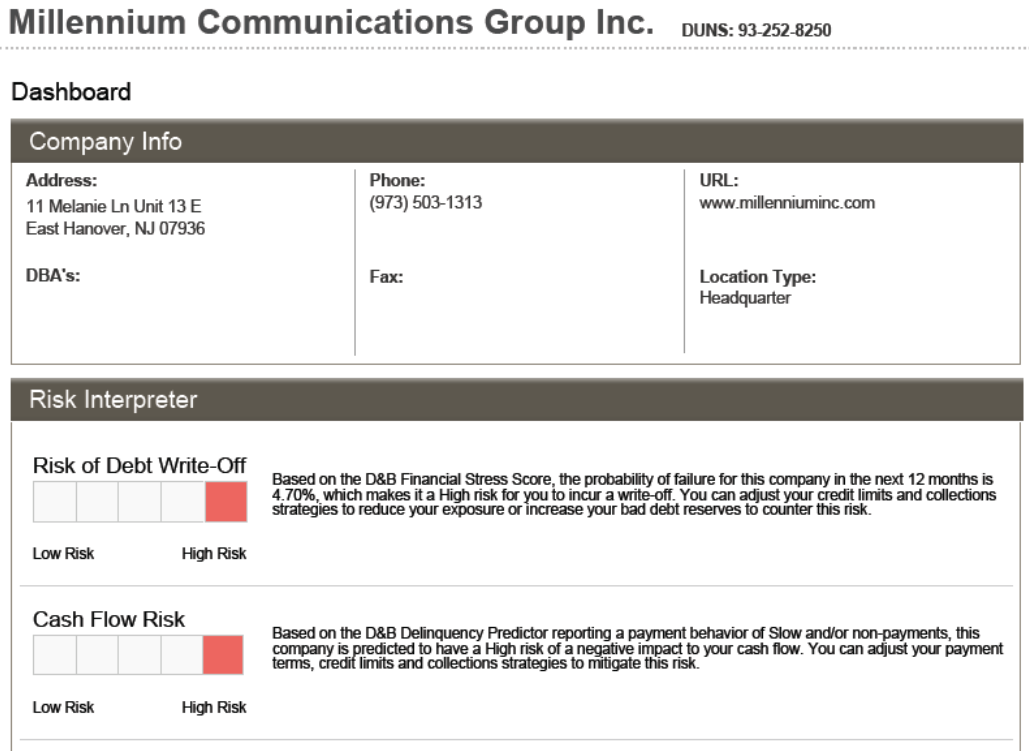 Millennium Communications Group Inc. DUNS: 93-252-8250
Dashboard
Company Info
Address:
11 Melanie Ln Unit 13 E
East Hanover, NJ 07936
DBA's:
Phone:
(973) 503-1313
Fax:
URL:
www.millenniuminc.com
Location Type:
Headquarter
Risk Interpreter
Risk of Debt Write-Off
Low Risk High Risk
Based on the D&B Financial Stress Score, the probability of failure for this company in the next 12 months is
4.70%, which makes it a High risk for you to incur a write-off. You can adjust your credit limits and collections
strategies to reduce your exposure or increase your bad debt reserves to counter this risk.
Cash Flow Risk
Low Risk High Risk
Based on the D&B Delinquency Predictor reporting a payment behavior of Slow and/or non-payments, this
company is predicted to have a High risk of a negative impact to your cash flow. You can adjust your payment
terms, credit limits and collections strategies to mitigate this risk.